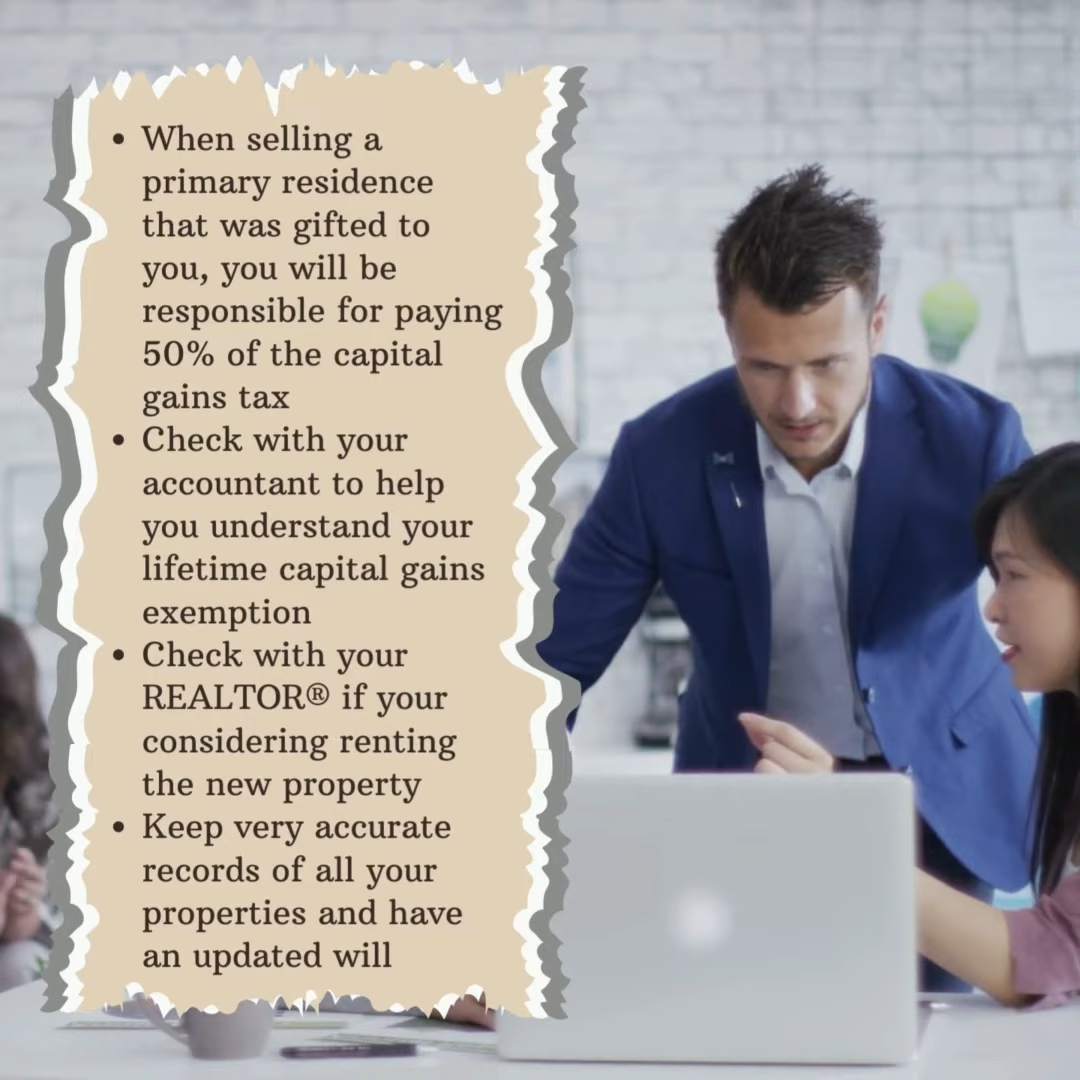 • When selling a
primary residence
that was gifted to
you, you will be
responsible for paying
50% of the capital
gains tax
• Check with your
accountant to help
you understand your
lifetime capital gains
exemption
• Check with your
REALTOR® if your
considering renting
the new property
• Keep very accurate
records of all your
properties and have
an updated will